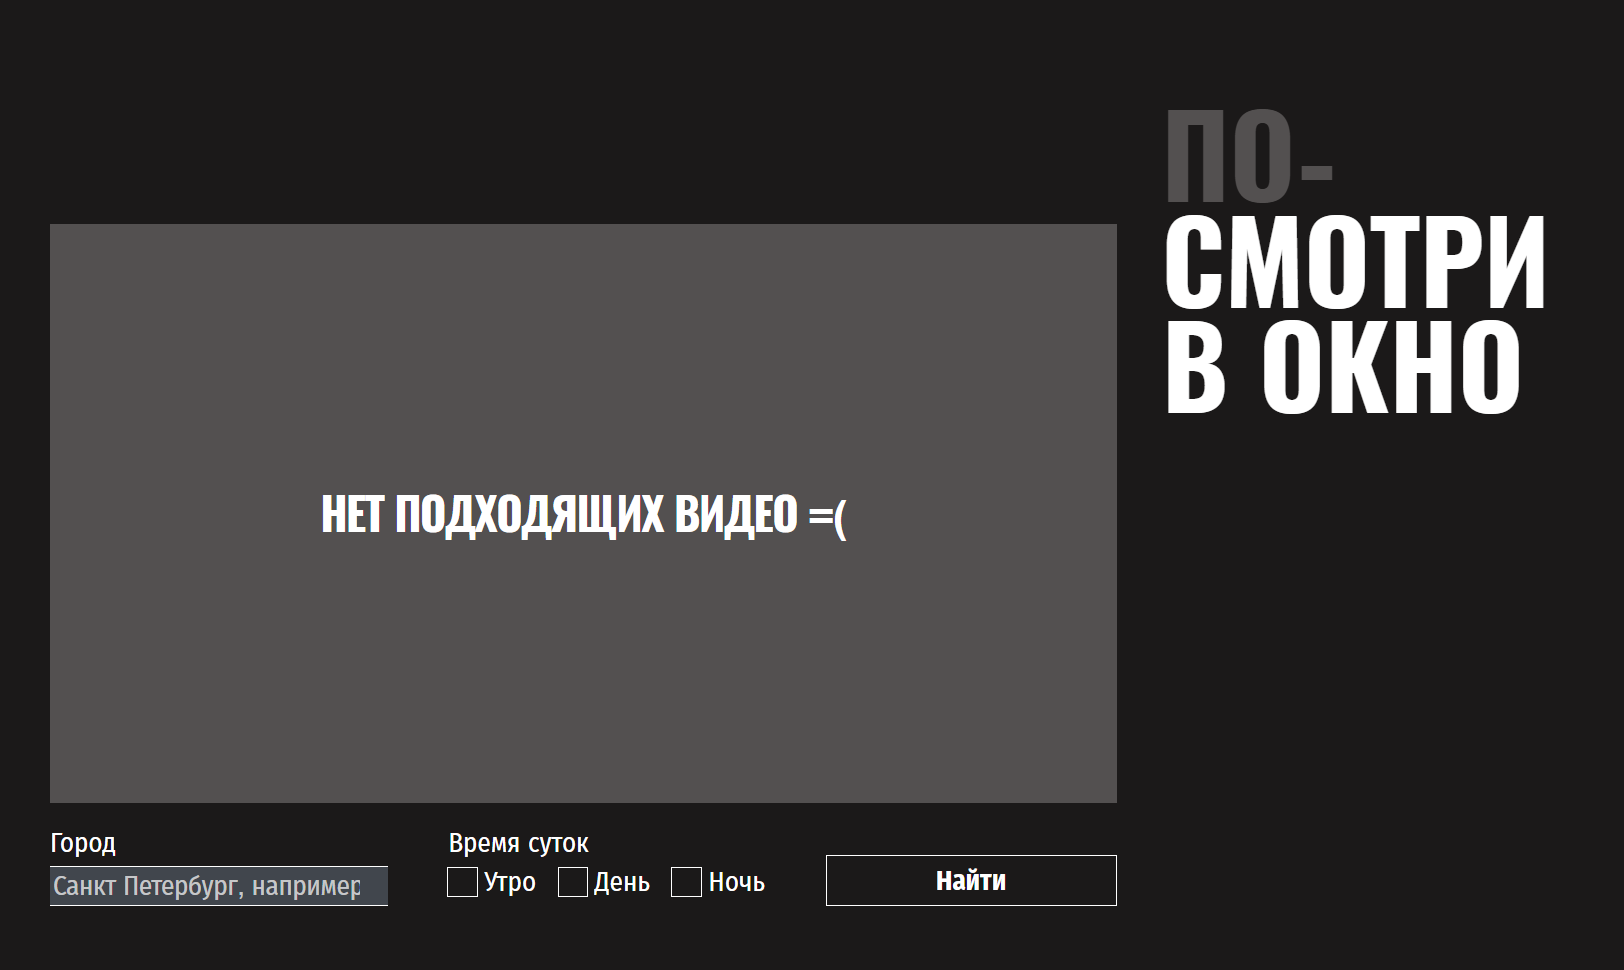 ПО-
СМОТРИ
В ОКНО
НЕТ ПОДХОДЯЩИХ ВИДЕО =(
Город
Санкт Петербург, например
Время суток
Утро День Ночь
Найти